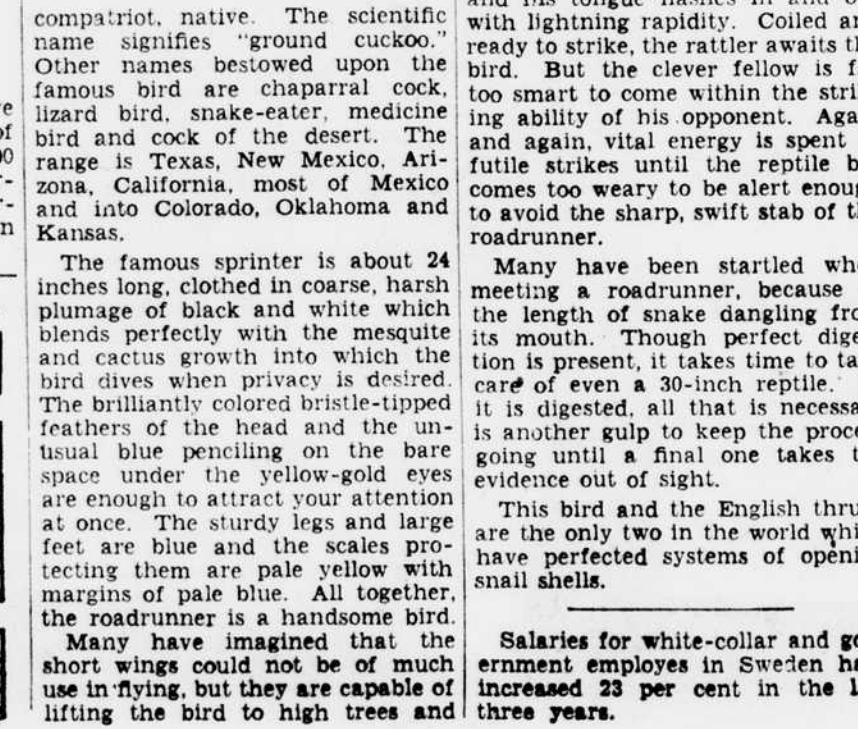 compatriot, native. The scientific
name signifies "ground cuckoo."
Other names bestowed upon the
famous bird are chaparral cock,
lizard bird, snake-eater, medicine
bird and cock of the desert. The
range is Texas, New Mexico, Ari-
zona, California, most of Mexico
and into Colorado, Oklahoma and
Kansas.
The famous sprinter is about 24
inches long, clothed in coarse, harsh
plumage of black and white which
blends perfectly with the mesquite
and cactus growth into which the
bird dives when privacy is desired.
The brilliantly colored bristle-tipped
feathers of the head and the un-
usual blue penciling on the bare
space under the yellow-gold eyes
are enough to attract your attention
at once. The sturdy legs and large
feet are blue and the scales pro-
tecting them are pale yellow with
margins of pale blue. All together,
the roadrunner is a handsome bird.
Many have imagined that the
short wings could not be of much
use in flying, but they are capable of
lifting the bird to high trees and
and his tongue flashes in and
with lightning rapidity. Coiled an
ready to strike, the rattler awaits th
bird. But the clever fellow is f
too smart to come within the stri
ing ability of his opponent. Aga
and again, vital energy is spent
futile strikes until the reptile b
comes too weary to be alert enoug
to avoid the sharp, swift stab of th
roadrunner.
Many have been startled whe
meeting a roadrunner, because
the length of snake dangling fro
its mouth. Though perfect dige
tion is present, it takes time to ta
care of even a 30-inch reptile.
it is digested, all that is necessa
is another gulp to keep the proce
going until a final one takes t
evidence out of sight.
This bird and the English thru
are the only two in the world whi
have perfected systems of openi
snail shells.
Salaries for white-collar and go
ernment employes in Sweden ha
increased 23 per cent in the l
three years.